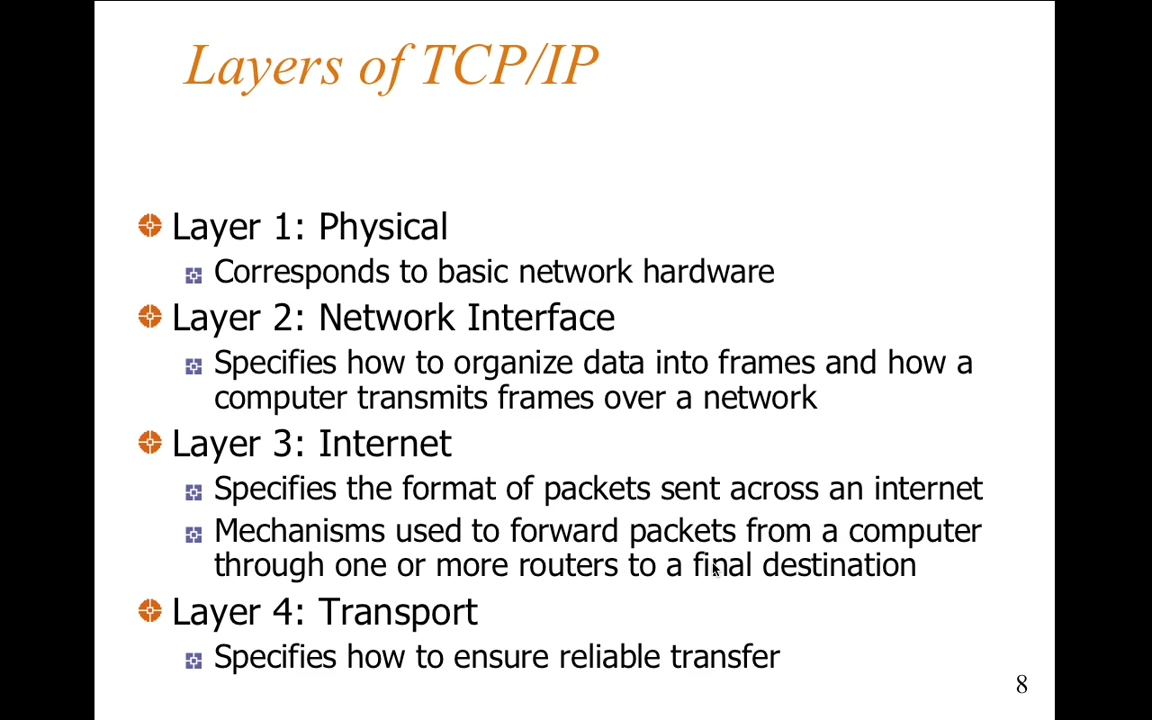 Layers of TCP/IP
Layer 1: Physical
Corresponds to basic network hardware
Layer 2: Network Interface
Specifies how to organize data into frames and how a
computer transmits frames over a network
Layer 3: Internet
Specifies the format of packets sent across an internet
Mechanisms used to forward packets from a computer
through one or more routers to a final destination
Layer 4: Transport
Specifies how to ensure reliable transfer
8